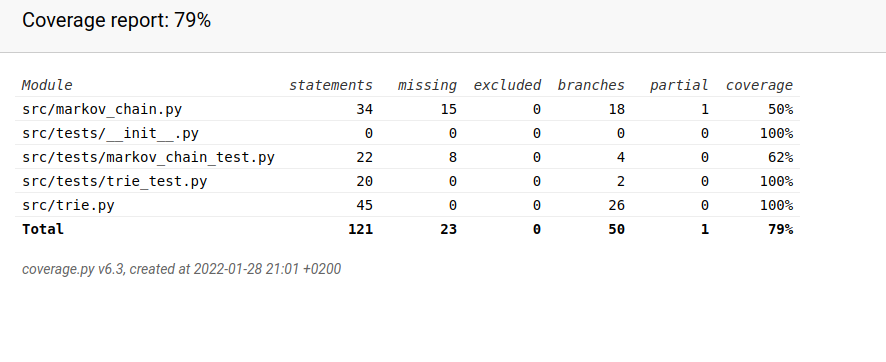 Coverage report: 79%
Module statements missing excluded branches partial coverage
src/markov_chain.py 34 15 0 18 1 50%
src/tests/__init__.py 0 0 0 0 0 100%
src/tests/markov_chain_test.py 22 8 0 4 0 62%
src/tests/trie_test.py 20 0 0 2 0 100%
src/trie.py 45 0 0 26 0 100%
Total 121 23 0 50 1 79%
coverage.py v6.3, created at 2022-01-28 21:01 +0200